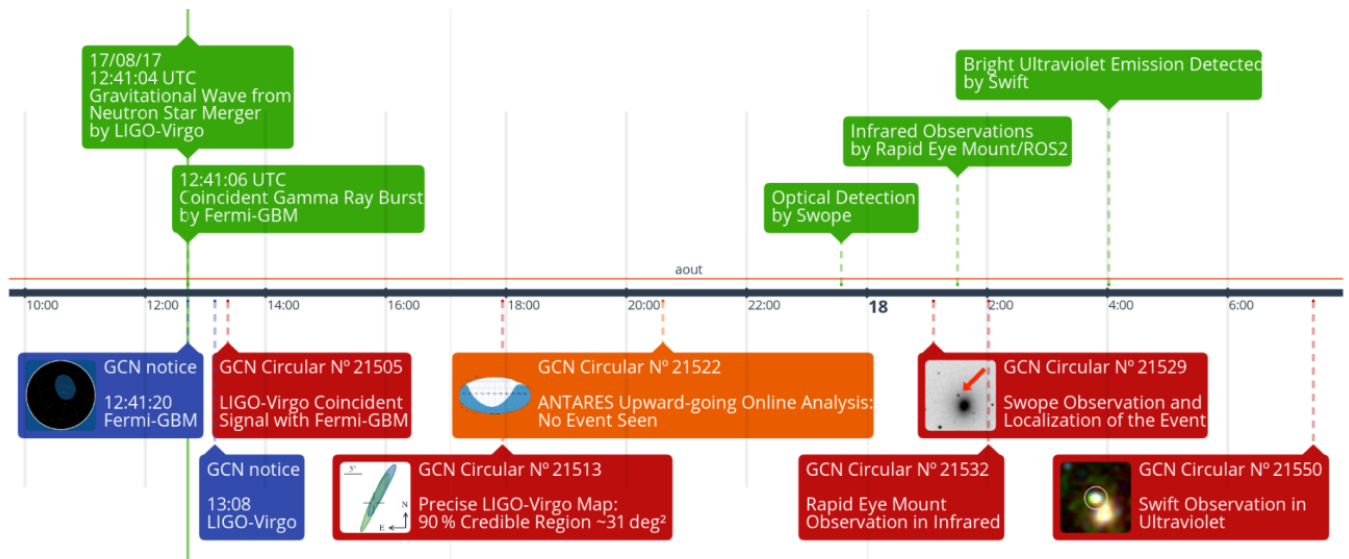 17/08/17
12:41:04 UTC
Gravitational Wave from
Neutron Star Merger
by LIGO-Virgo
12:41:06 UTC
Coincident Gamma Ray Burst
by Fermi-GBM
Optical Detection
by Swope
Infrared Observations
by Rapid Eye Mount/ROS2
Bright Ultraviolet Emission Detected
by Swift
aout
10:00 12:00 14:00 16:00 18:00 20:00 22:00 18 2:00 4:00 6:00
GCN notice
12:41:20
Fermi-GBM
GCN Circular Nº 21505
LIGO-Virgo Coincident
Signal with Fermi-GBM
GCN Circular Nº 21522
ANTARES Upward-going Online Analysis:
No Event Seen
GCN Circular Nº 21529
Swope Observation and
Localization of the Event
GCN notice
13:08
LIGO-Virgo
5°
N
E
GCN Circular Nº 21513
Precise LIGO-Virgo Map:
90 % Credible Region ~31 deg²
GCN Circular Nº 21532
Rapid Eye Mount
Observation in Infrared
GCN Circular Nº 21550
Swift Observation in
Ultraviolet